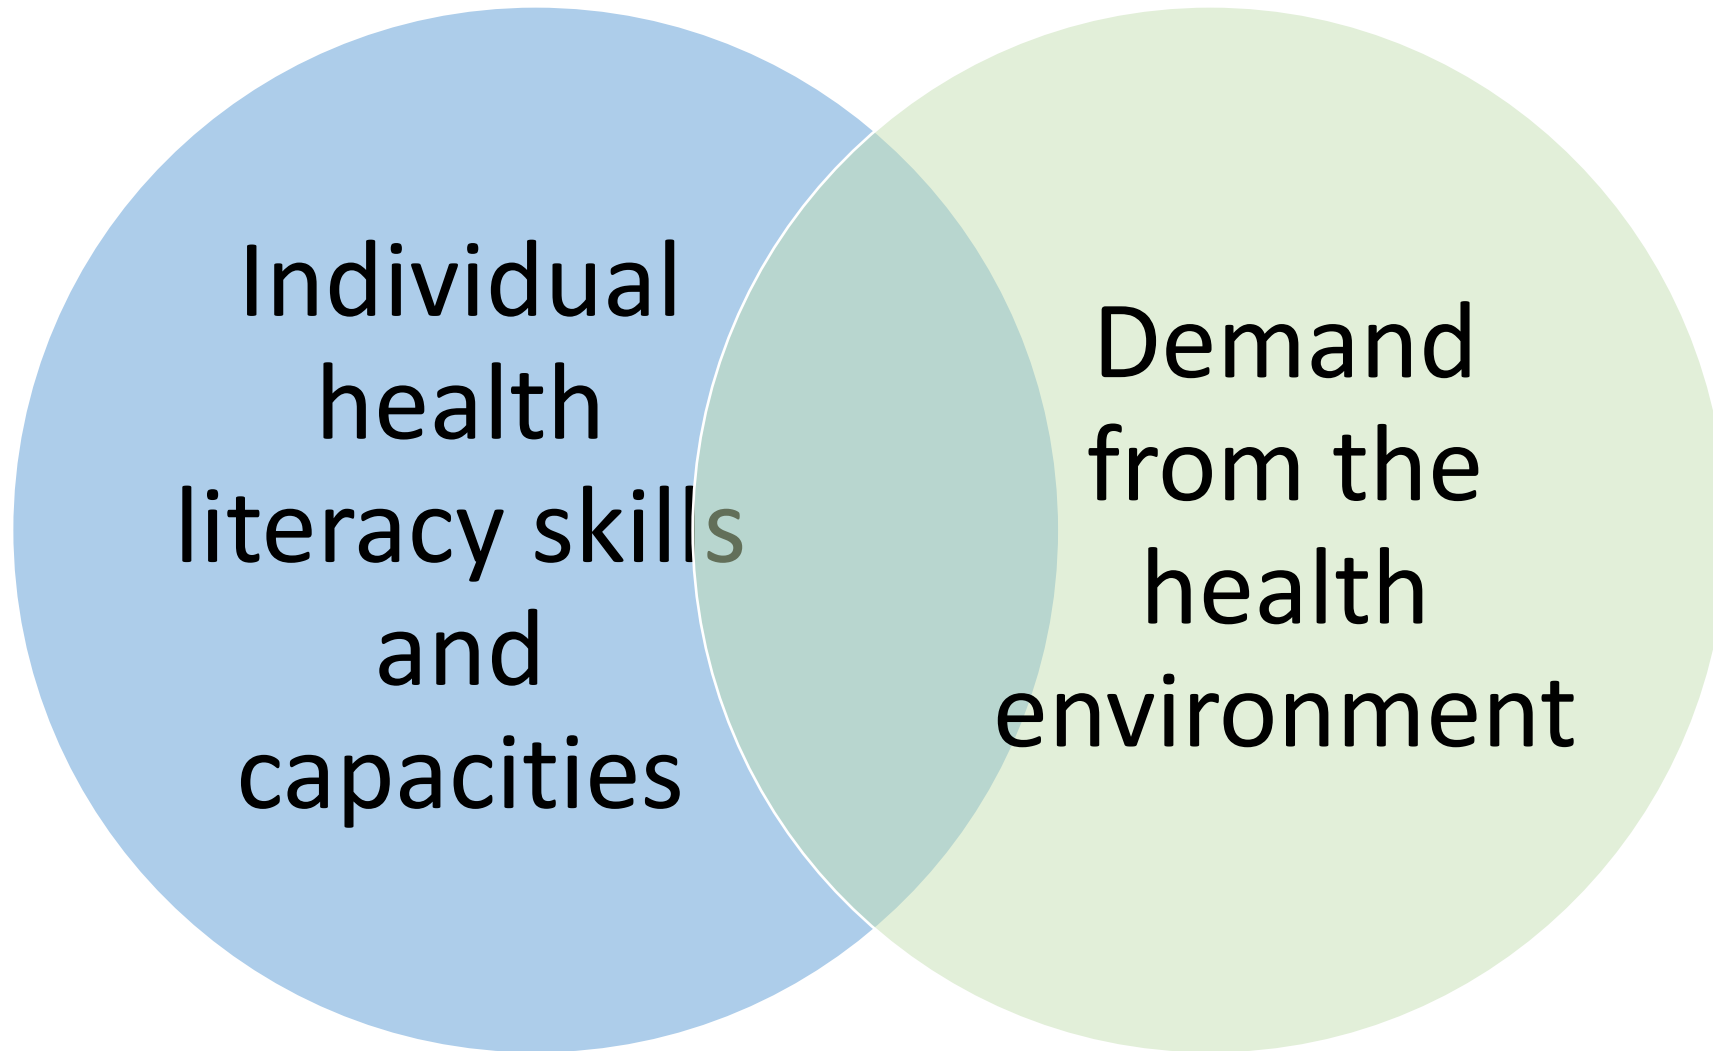 Individual
health
literacy skills
and
capacities
Demand
from the
health
environment